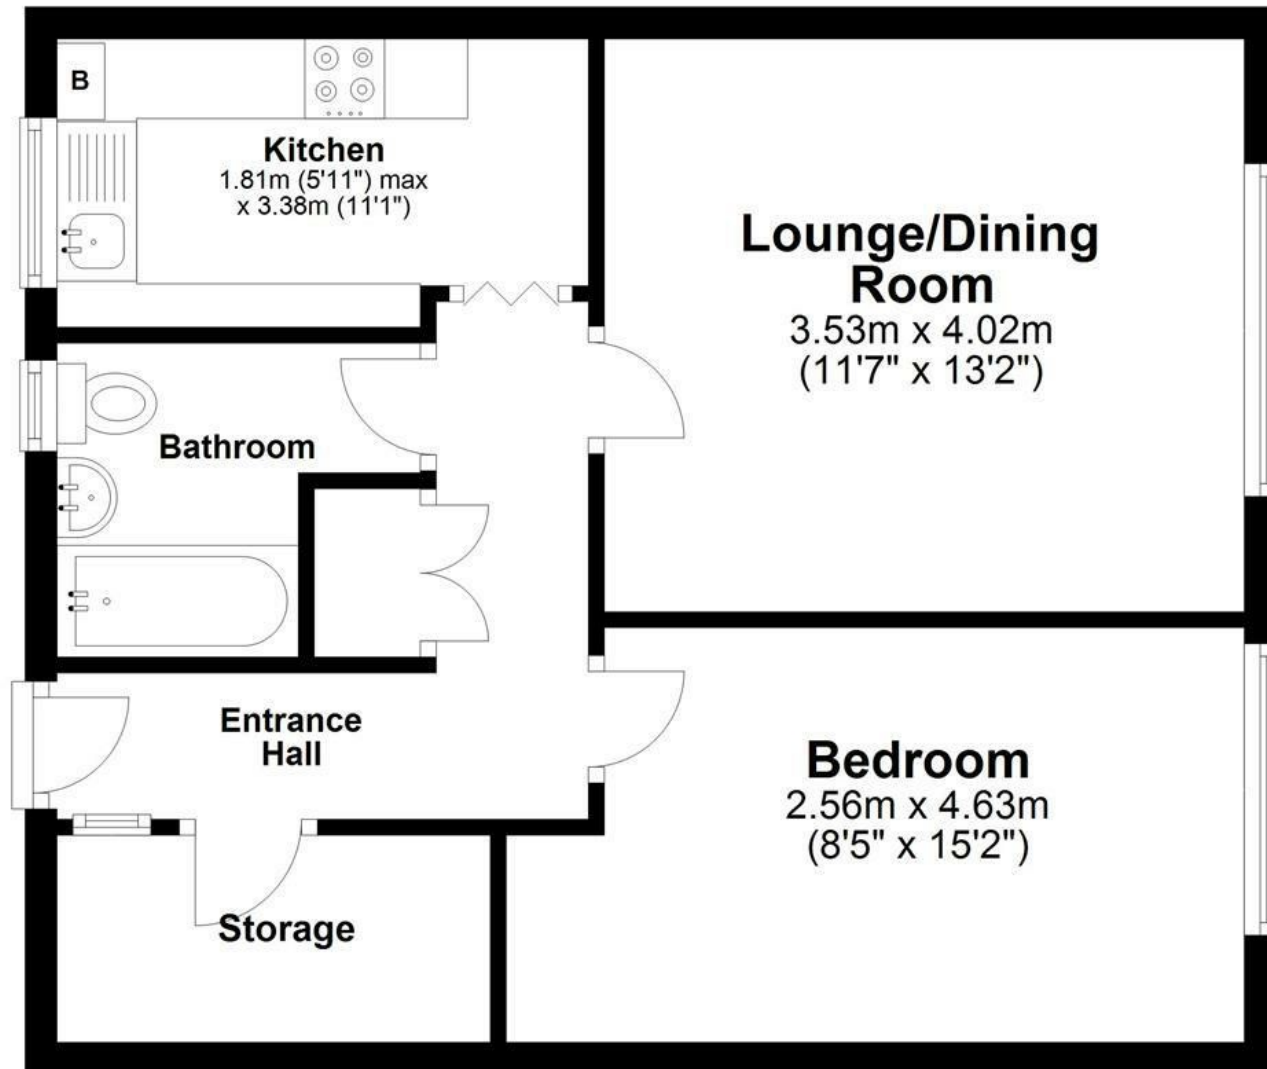 B
Kitchen
1.81m (5'11") max
x 3.38m (11'1")
Lounge/Dining
Room
3.53m x 4.02m
(11'7" x 13'2")
Bathroom
Entrance
Hall
Bedroom
2.56m x 4.63m
(8'5" x 15'2")
Storage